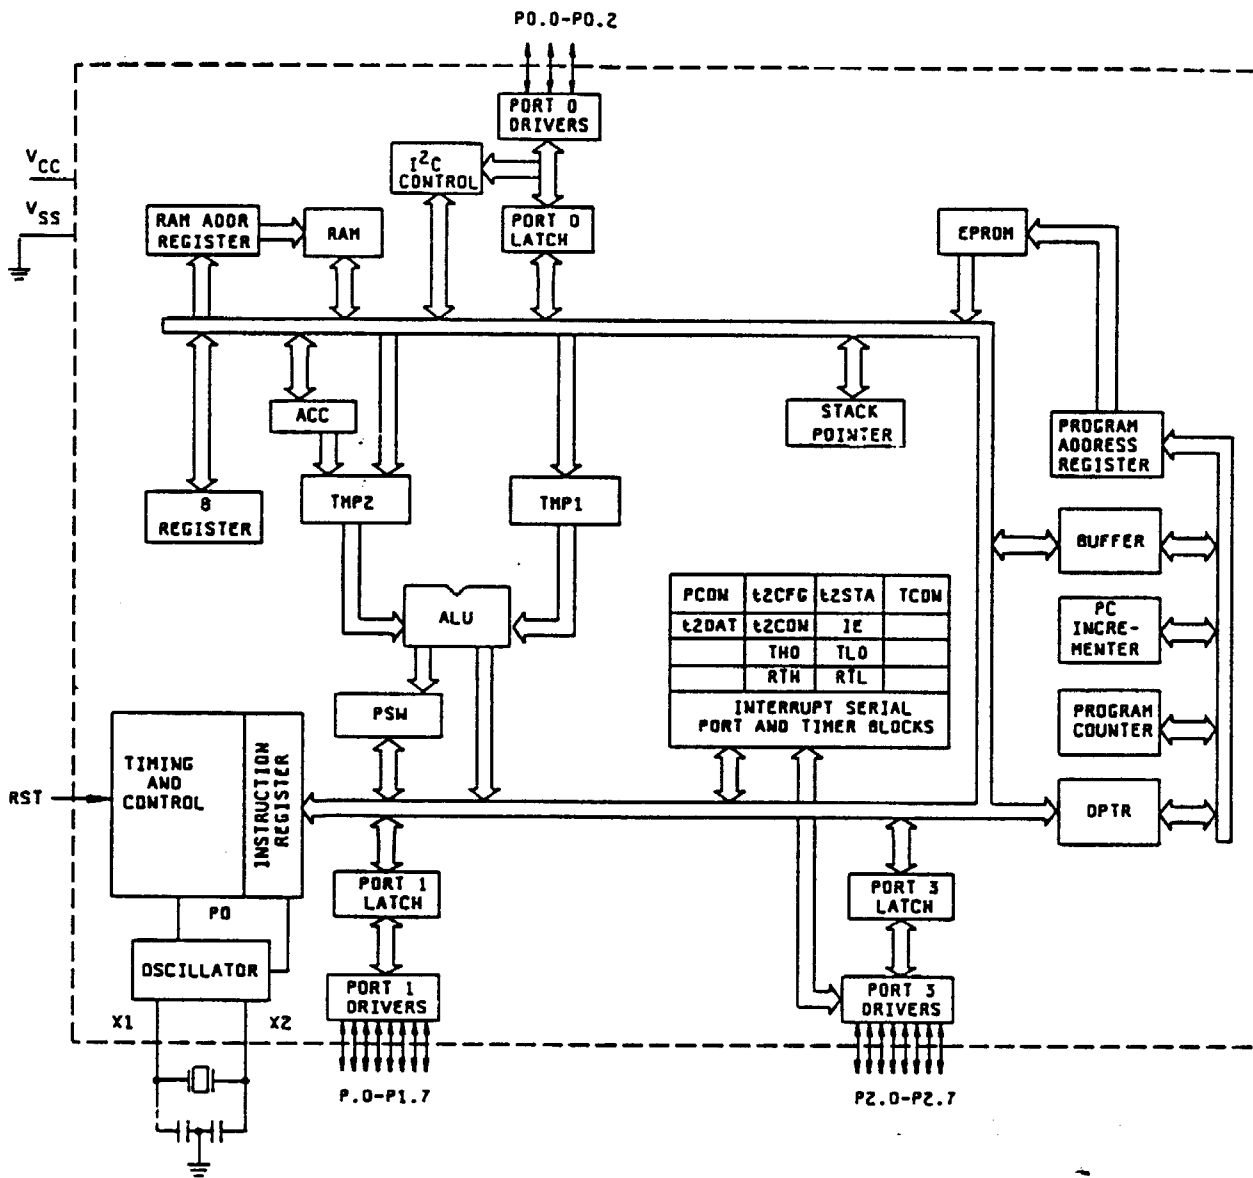 P0.0-P0.2
PORT 0
DRIVERS
I²C
CONTROL
VCC
VSS
RAM ADDR
REGISTER
RAM
PORT 0
LATCH
EPROM
ACC
STACK
POINTER
PROGRAM
ADDRESS
REGISTER
B
REGISTER
TMP2
TMP1
BUFFER
ALU
PCON t2CFG t2STA TCON
t2DAT t2CON IE
TH0 TL0
RTH RTL
INTERRUPT SERIAL
PORT AND TIMER BLOCKS
PC
INCRE-
MENTER
PSW
PROGRAM
COUNTER
TIMING
AND
CONTROL
INSTRUCTION
REGISTER
RST
DPTR
PORT 1
LATCH
PORT 3
LATCH
PD
OSCILLATOR
PORT 1
DRIVERS
PORT 3
DRIVERS
X1
X2
P.0-P1.7
P2.0-P2.7